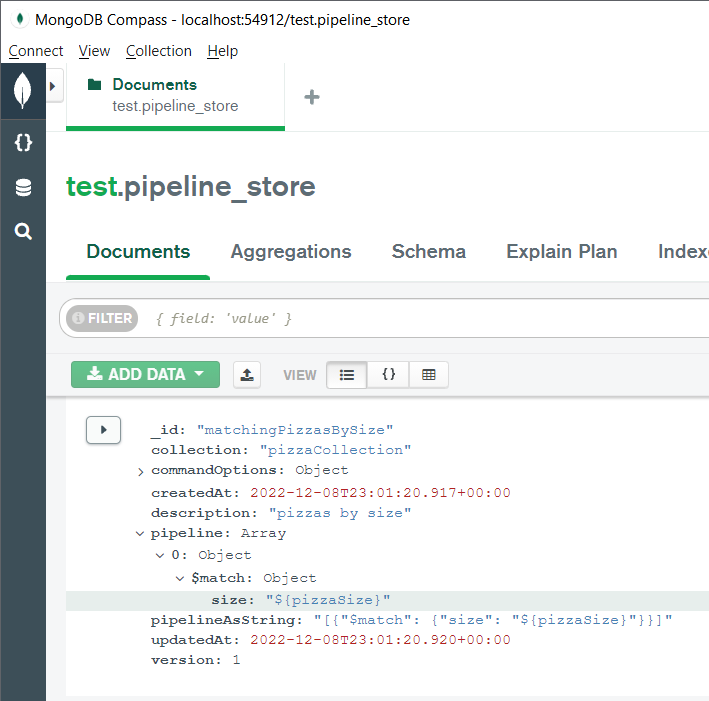 MongoDB Compass - localhost:54912/test.pipeline_store
Connect View Collection Help
Documents
test.pipeline_store
+
{}
test.pipeline_store
Documents Aggregations Schema Explain Plan Indexe
FILTER { field: 'value' }
ADD DATA VIEW {}
_id: "matchingPizzasBySize"
collection: "pizzaCollection"
commandOptions: Object
createdAt: 2022-12-08T23:01:20.917+00:00
description: "pizzas by size"
pipeline: Array
0: Object
$match: Object
size: "${pizzaSize}"
pipelineAsString: "[{"$match": {"size": "${pizzaSize}"}}]"
updatedAt: 2022-12-08T23:01:20.920+00:00
version: 1